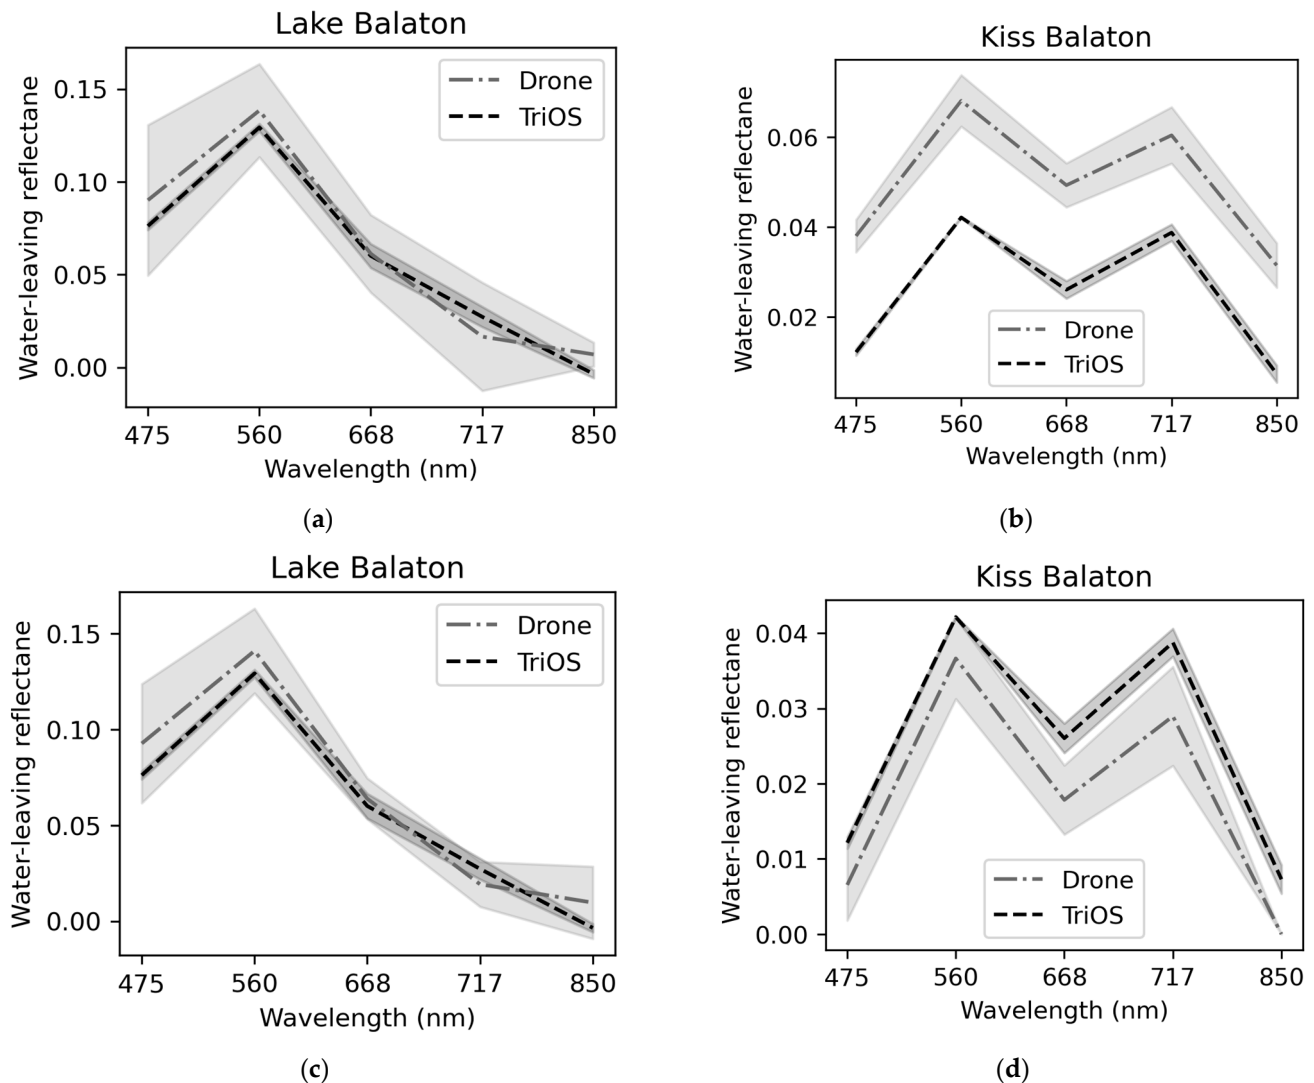 Lake Balaton
Water-leaving reflectane
0.15
0.10
0.05
0.00
Drone
TriOS
475 560 668 717 850
Wavelength (nm)
(a)
Kiss Balaton
Water-leaving reflectane
0.06
0.04
0.02
Drone
TriOS
475 560 668 717 850
Wavelength (nm)
(b)
Lake Balaton
Water-leaving reflectane
0.15
0.10
0.05
0.00
Drone
TriOS
475 560 668 717 850
Wavelength (nm)
(c)
Kiss Balaton
Water-leaving reflectane
0.04
0.03
0.02
0.01
0.00
Drone
TriOS
475 560 668 717 850
Wavelength (nm)
(d)